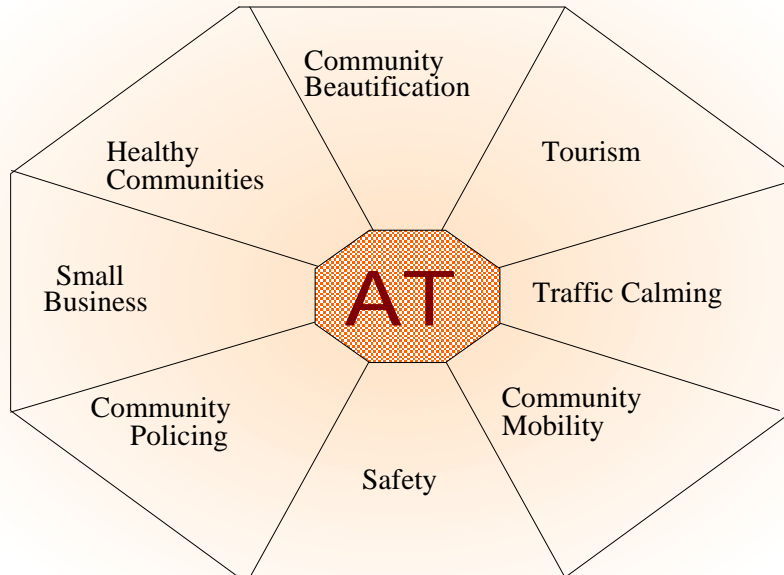 Community
Beautification
Healthy
Communities
Tourism
Small
Business
AT
Traffic Calming
Community
Policing
Community
Mobility
Safety